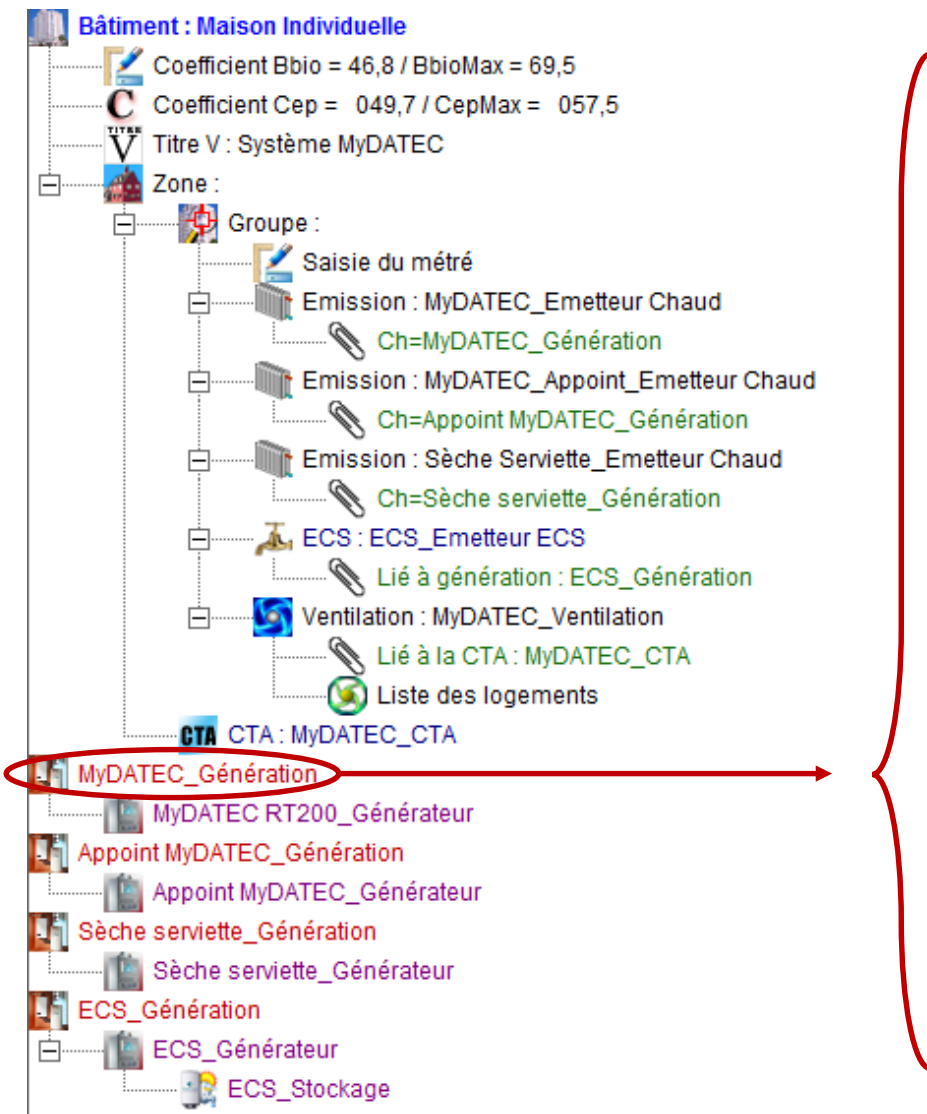 Bâtiment : Maison Individuelle
Coefficient Bbio = 46,8 / BbioMax = 69,5
C Coefficient Cep = 049,7 / CepMax = 057,5
TITRE V Titre V : Système MyDATEC
Zone :
Groupe :
Saisie du métré
Emission : MyDATEC_Emetteur Chaud
Ch=MyDATEC_Génération
Emission : MyDATEC_Appoint_Emetteur Chaud
Ch=Appoint MyDATEC_Génération
Emission : Sèche Serviette_Emetteur Chaud
Ch=Sèche serviette_Génération
ECS : ECS_Emetteur ECS
Lié à génération : ECS_Génération
Ventilation : MyDATEC_Ventilation
Lié à la CTA : MyDATEC_CTA
Liste des logements
CTA CTA : MyDATEC_CTA
MyDATEC_Génération
MyDATEC RT200_Générateur
Appoint MyDATEC_Génération
Appoint MyDATEC_Générateur
Sèche serviette_Génération
Sèche serviette_Générateur
ECS_Génération
ECS_Générateur
ECS_Stockage